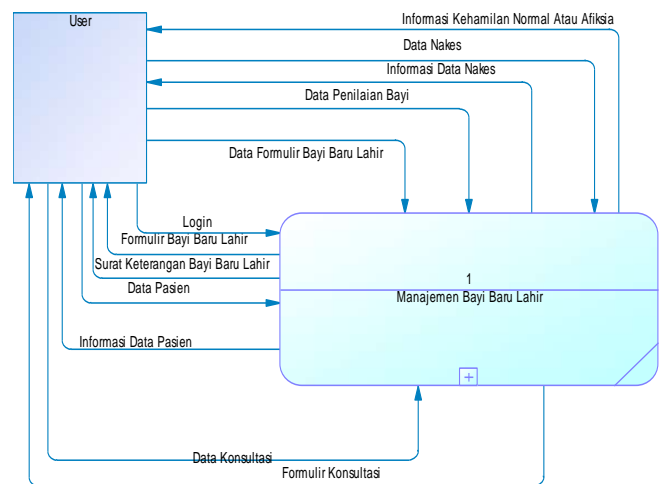 User
Informasi Kehamilan Normal Atau Afiksia
Data Nakes
Informasi Data Nakes
Data Penilaian Bayi
Data Formulir Bayi Baru Lahir
Login
Formulir Bayi Baru Lahir
Surat Keterangan Bayi Baru Lahir
Data Pasien
1
Manajemen Bayi Baru Lahir
Informasi Data Pasien
+
Data Konsultasi
Formulir Konsultasi